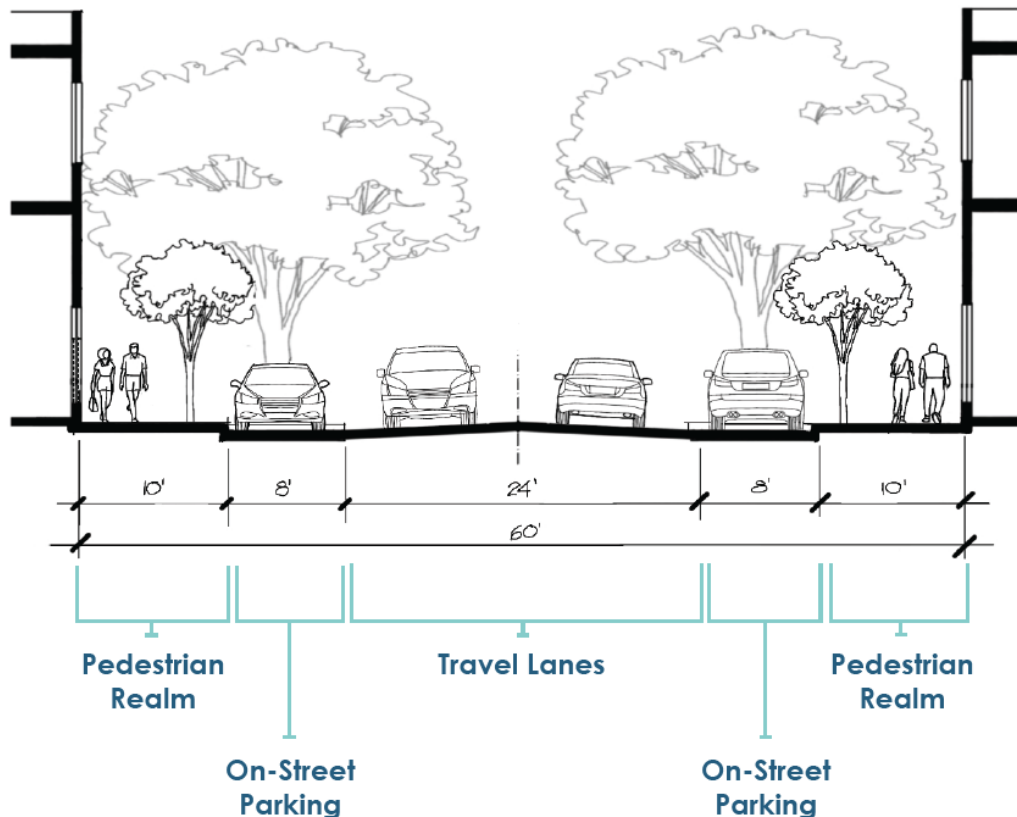 10'
8'
24'
8'
10'
60'
Pedestrian
Realm
Travel Lanes
Pedestrian
Realm
On-Street
Parking
On-Street
Parking